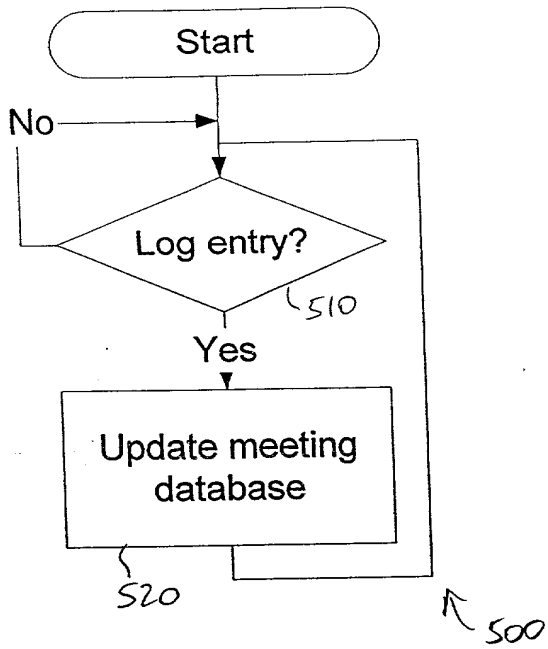 Start
No
Log entry?
510
Yes
Update meeting
database
520
500